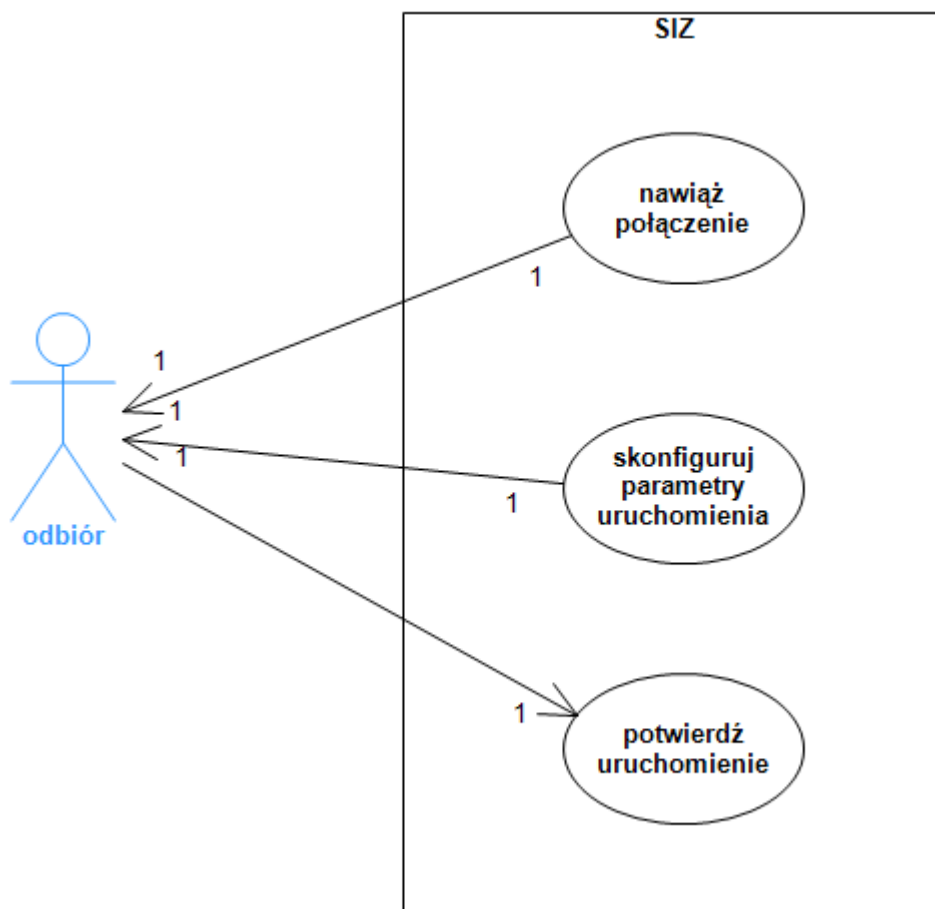 SIZ
nawiąż
połączenie
1
1
1
1
1
skonfiguruj
parametry
uruchomienia
odbiór
1
potwierdź
uruchomienie